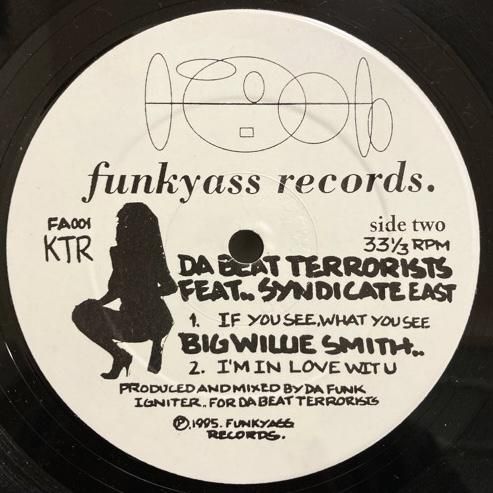 funkyass records.
FA001
KTR
side two
33⅓ RPM
DA BEAT TERRORISTS
FEAT.. SYNDICATE EAST
1. IF YOU SEE, WHAT YOU SEE
BIG WILLIE SMITH..
2. I'M IN LOVE WIT U
PRODUCED AND MIXED BY DA FUNK
IGNITER.. FOR DA BEAT TERRORISTS
℗.1995. FUNKYASS
RECORDS.